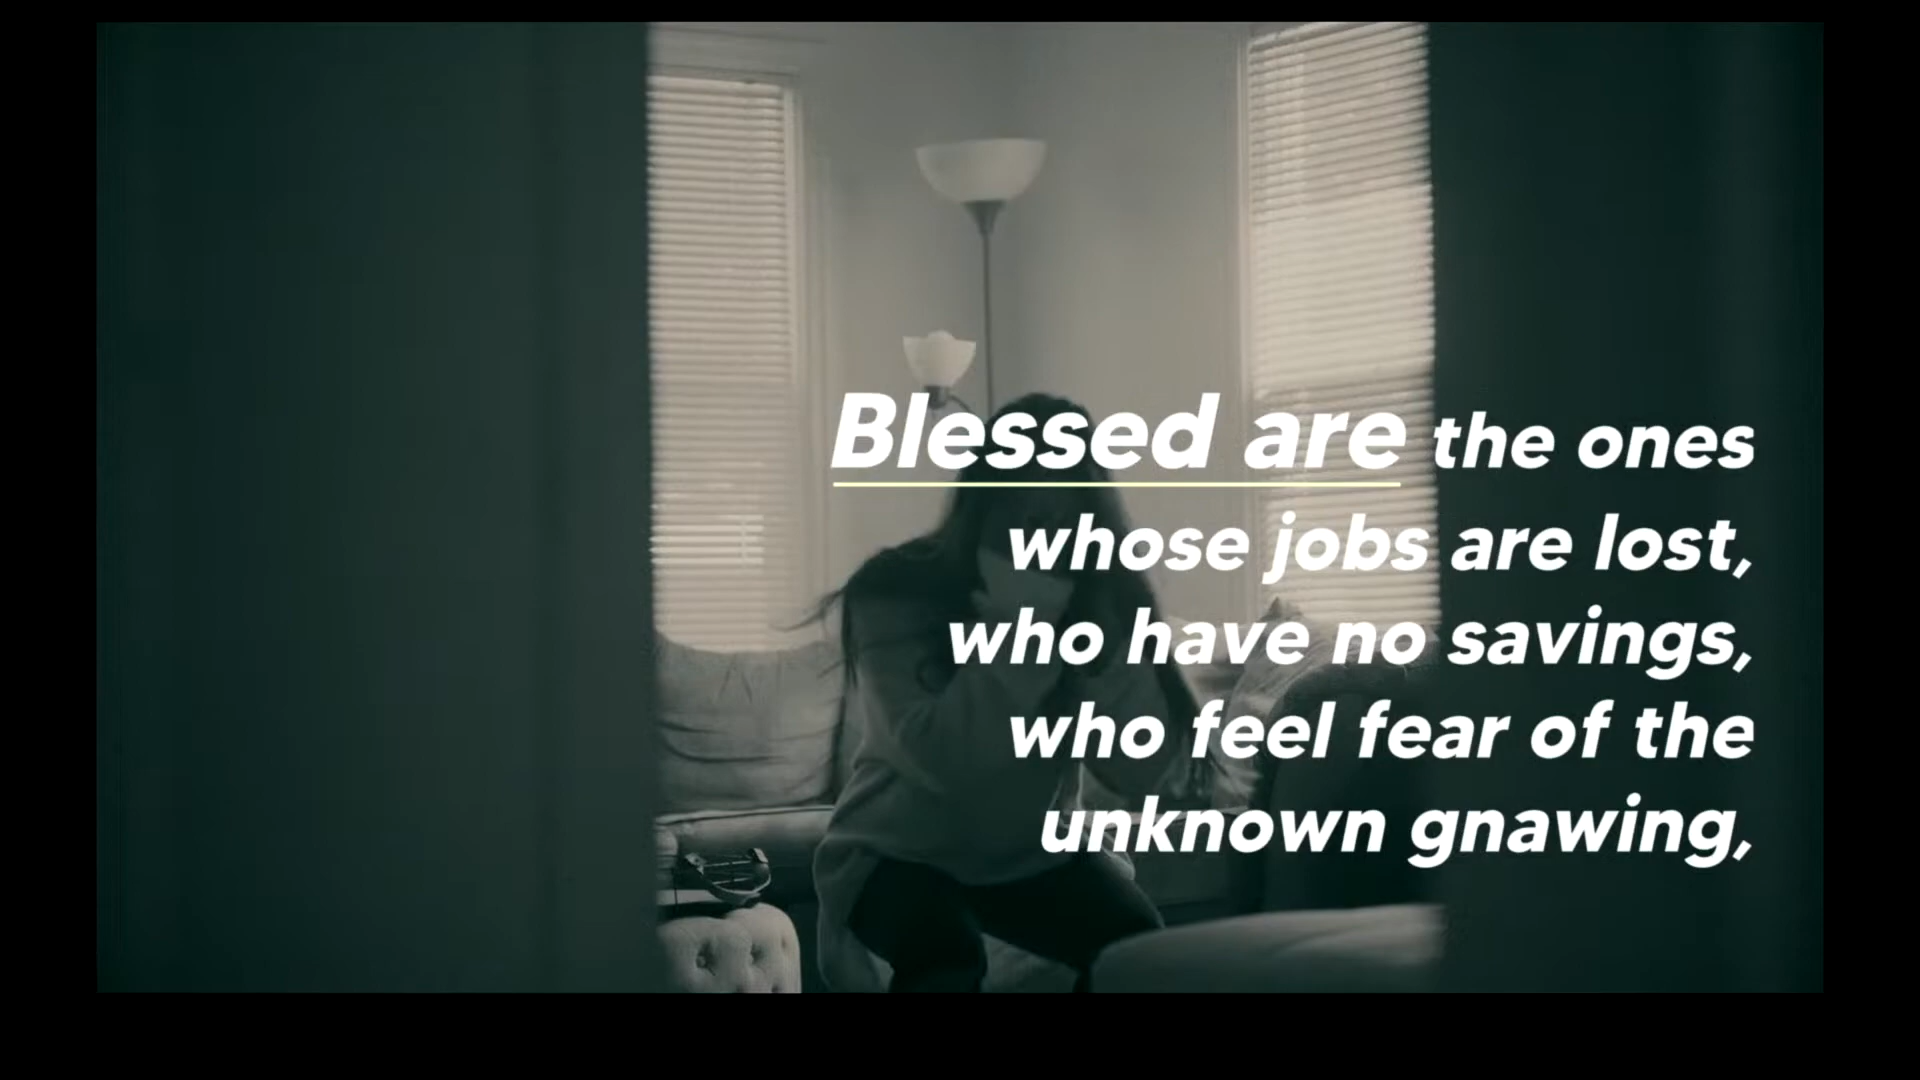 Blessed are the ones
whose jobs are lost,
who have no savings,
who feel fear of the
unknown gnawing,